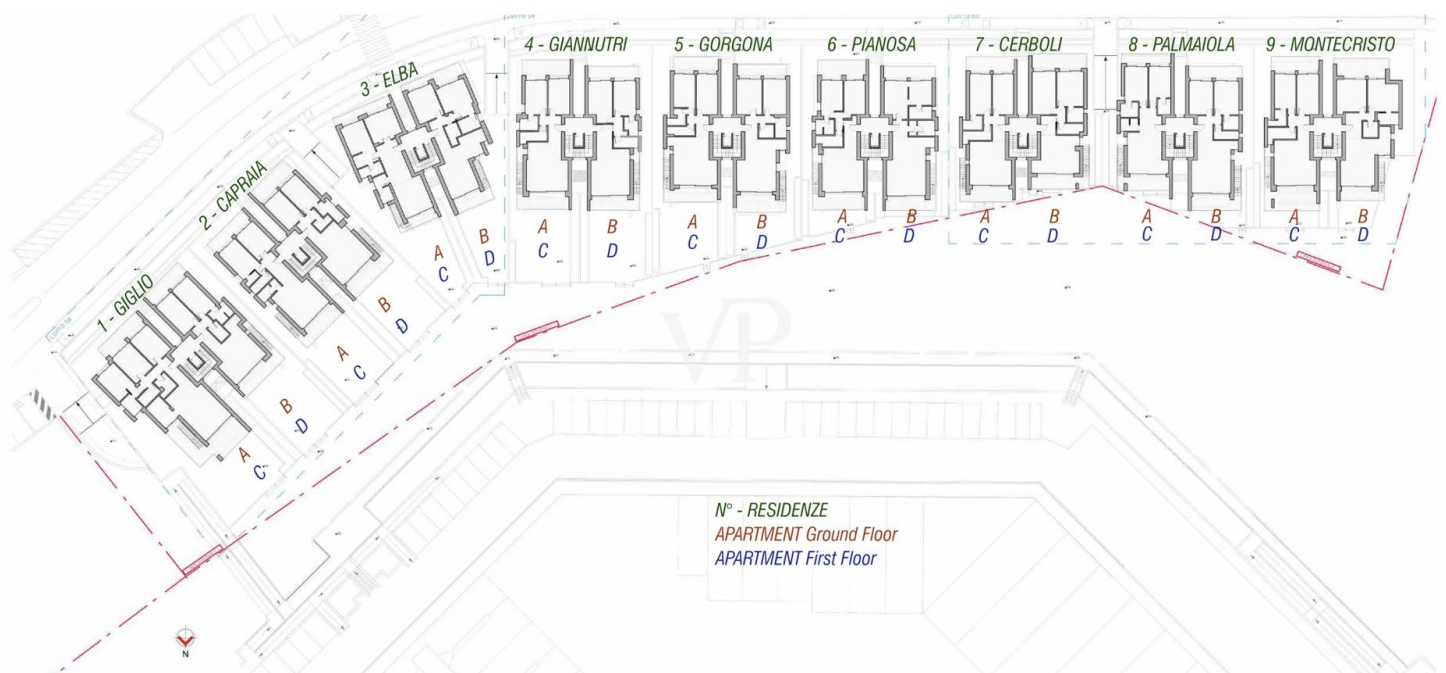 4 - GIANNUTRI
5 - GORGONA
6 - PIANOSA
7 - CERBOLI
8 - PALMAIOLA
9 - MONTECRISTO
3 - ELBA
2 - CAPRAIA
1 - GIGLIO
A B
C D
A B
C D
A B
C D
A B
C D
A B
C D
A B
C D
A B
C D
A B
C D
A B
C D
VP
N° - RESIDENZE
APARTMENT Ground Floor
APARTMENT First Floor
N